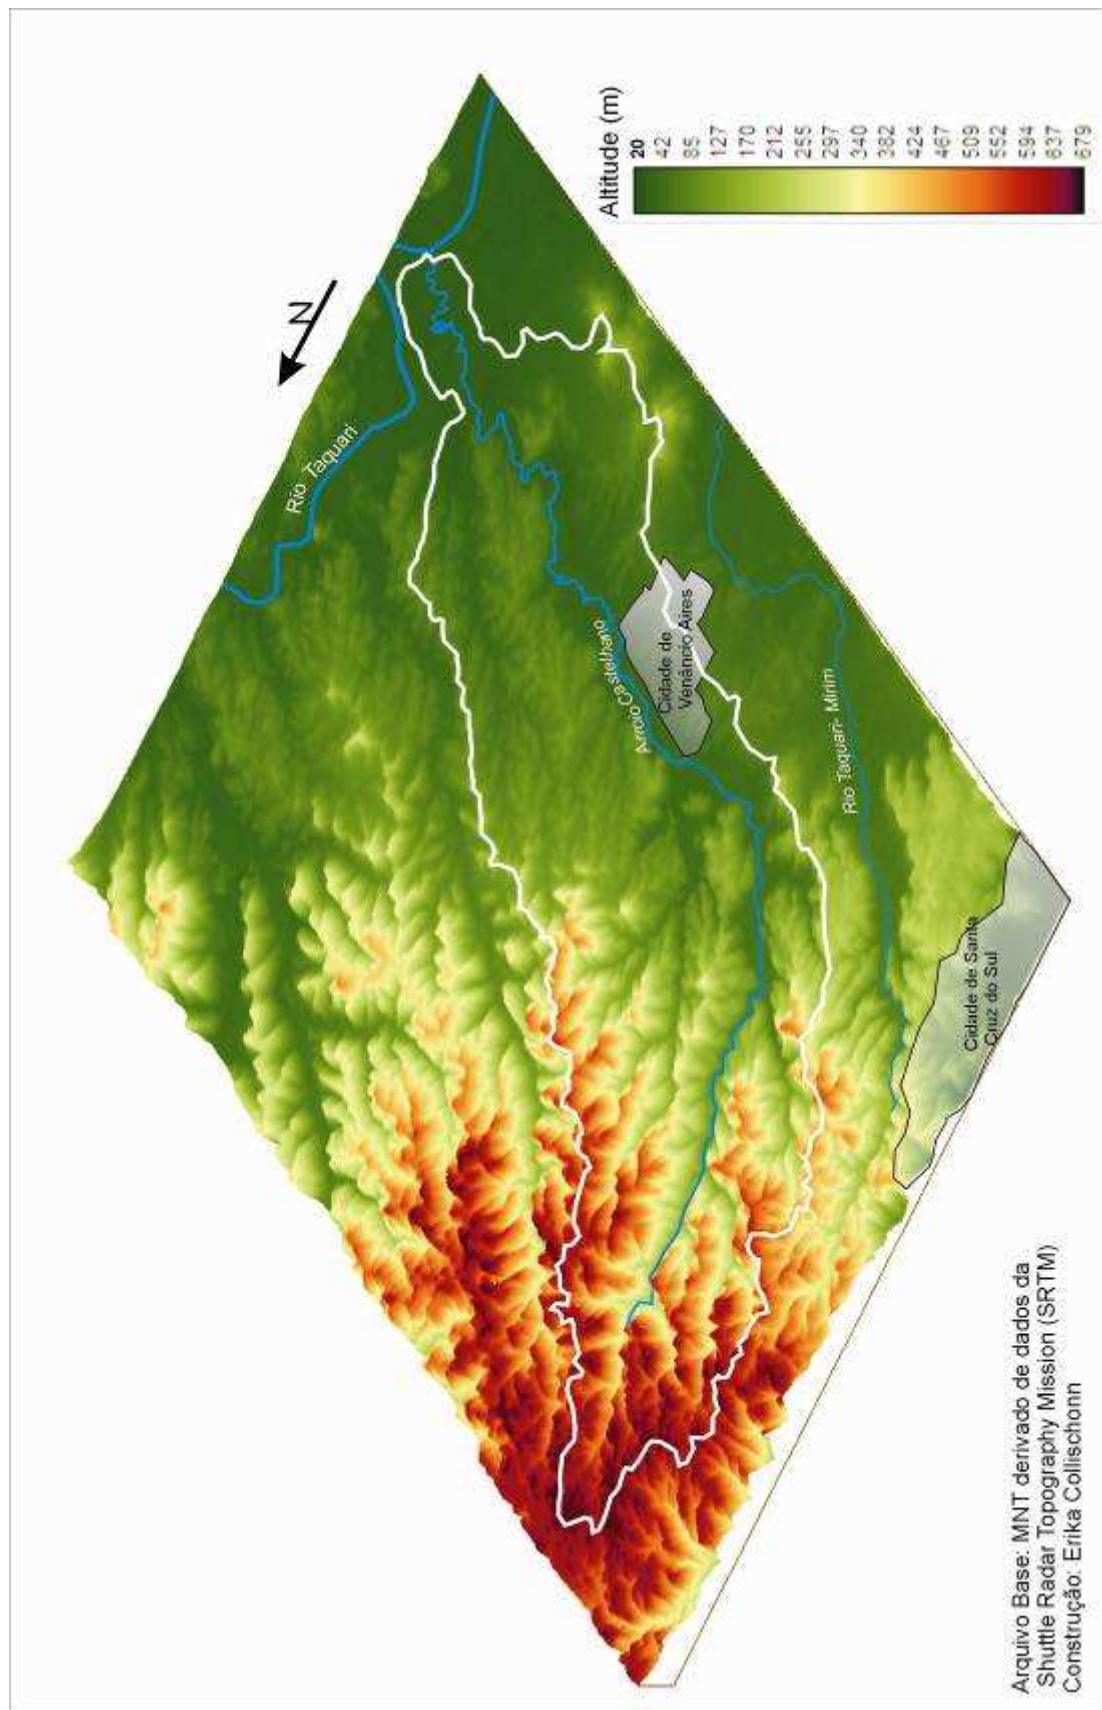 Altitude (m)
20
42
85
127
170
212
255
297
340
382
424
467
509
552
594
637
679
N
Rio Taquari
Arroio Castelhano
Cidade de
Venâncio Aires
Rio Taquari- Mirim
Cidade de Santa
Cruz do Sul
Arquivo Base: MNT derivado de dados da
Shuttle Radar Topography Mission (SRTM)
Construção: Erika Collischonn